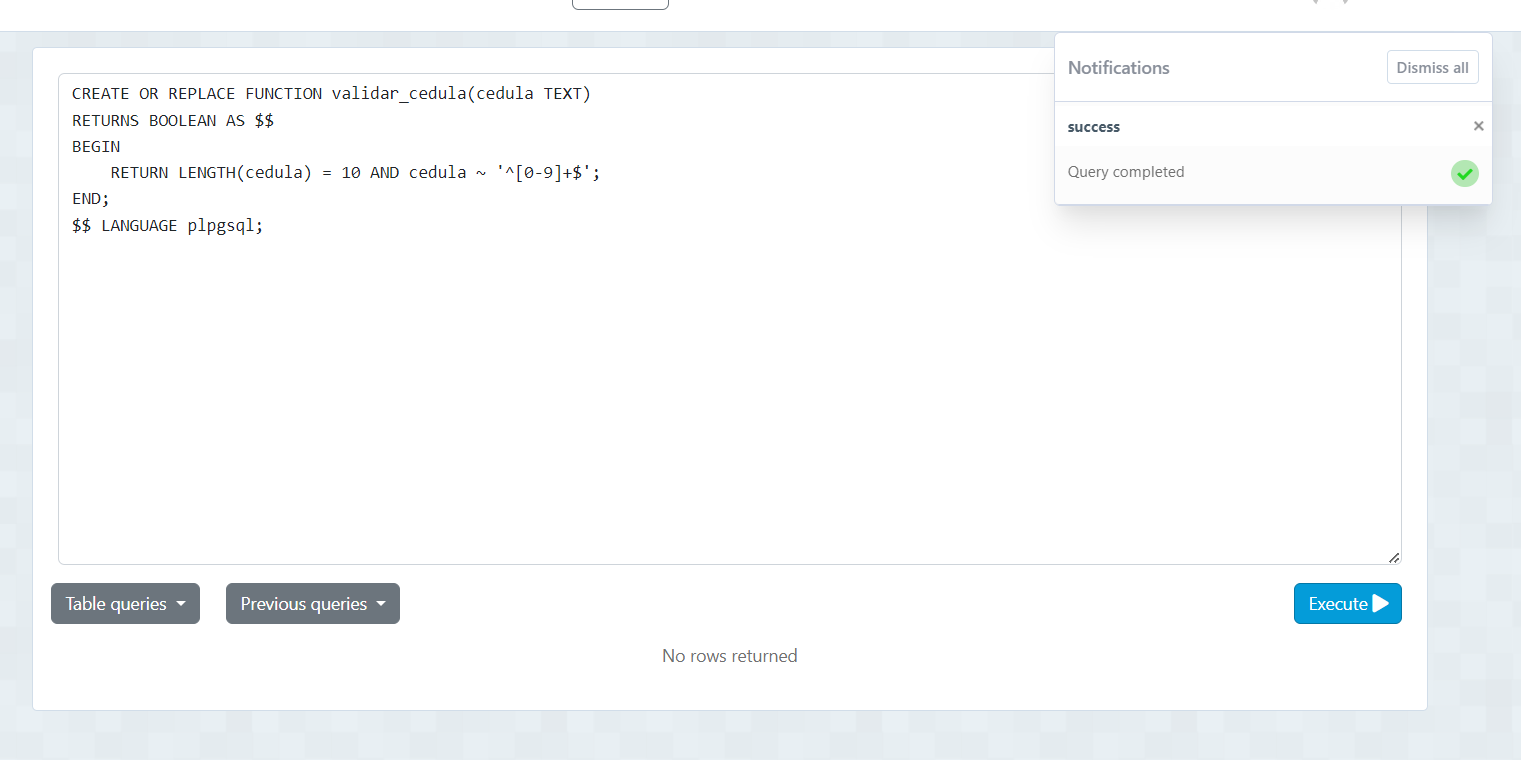 Notifications
Dismiss all
success
×
Query completed
CREATE OR REPLACE FUNCTION validar_cedula(cedula TEXT)
RETURNS BOOLEAN AS $$
BEGIN
    RETURN LENGTH(cedula) = 10 AND cedula ~ '^[0-9]+$';
END;
$$ LANGUAGE plpgsql;
Table queries
Previous queries
Execute
No rows returned